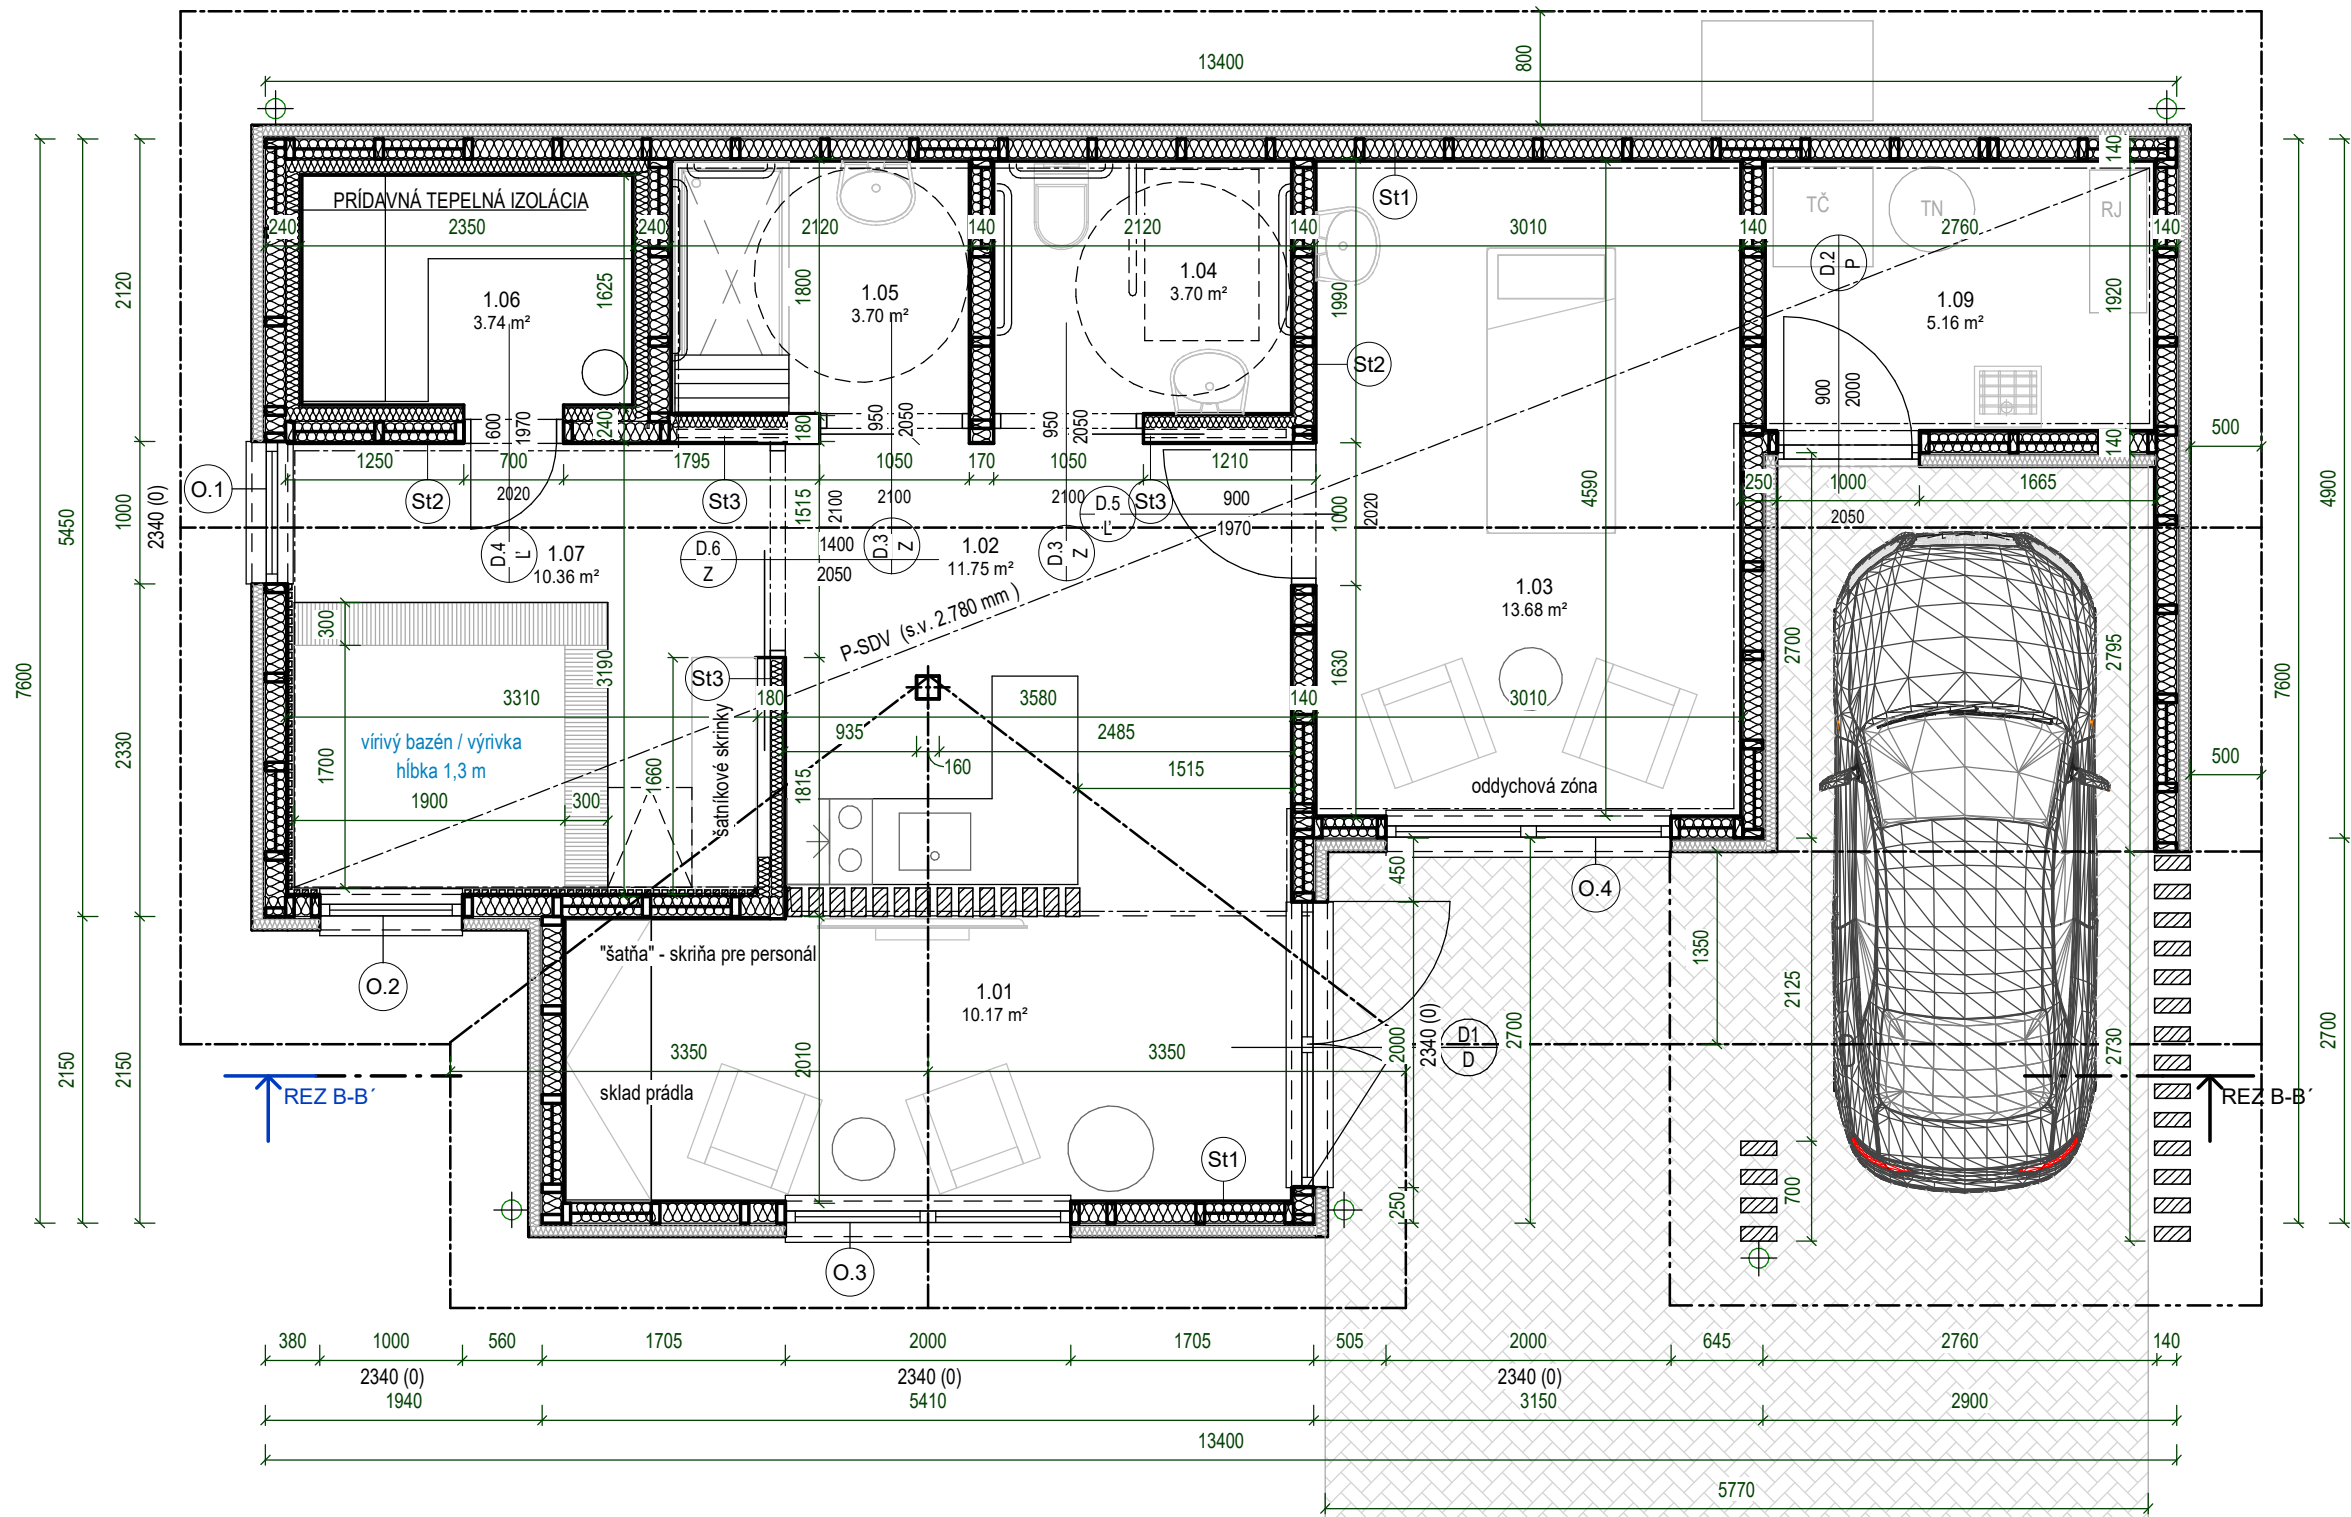 13400
800
PRÍDAVNÁ TEPELNÁ IZOLÁCIA
240
2350
240
2120
140
2120
140
3010
140
2760
140
140
St1
TČ
TN
RJ
D.2
P
1.06
3.74 m²
1625
1800
1.05
3.70 m²
1.04
3.70 m²
1990
1.09
5.16 m²
1920
St2
900
2000
2120
240
600
1970
180
950
2050
950
2050
140
500
O.1
1250
700
1795
1050
170
1050
1210
St2
2020
St3
1515
2100
2100
2100
D.5
Ľ
St3
900
1970
1000
2020
4590
250
1000
1665
2050
4900
7600
5450
1000
2340 (0)
D.4
Ľ
1.07
10.36 m²
D.6
Z
1400
2050
D.3
Z
1.02
11.75 m²
D.3
Z
1.03
13.68 m²
P-SDV (s.v. 2.780 mm )
300
3190
St3
180
3310
3580
140
1630
3010
2700
2795
7600
2330
vírivý bazén / výrivka
hĺbka 1,3 m
1700
1900
300
1660
šatníkové skrinky
935
160
2485
1515
1815
oddychová zóna
500
450
O.4
O.2
"šatňa" - skriňa pre personál
1.01
10.17 m²
1350
2125
2150
2150
3350
2010
3350
2000
2340 (0)
D1
D
2700
2730
2700
REZ B-B´
REZ B-B´
sklad prádla
St1
250
700
O.3
380
1000
560
1705
2000
1705
505
2000
645
2760
140
2340 (0)
2340 (0)
2340 (0)
1940
5410
3150
2900
13400
5770